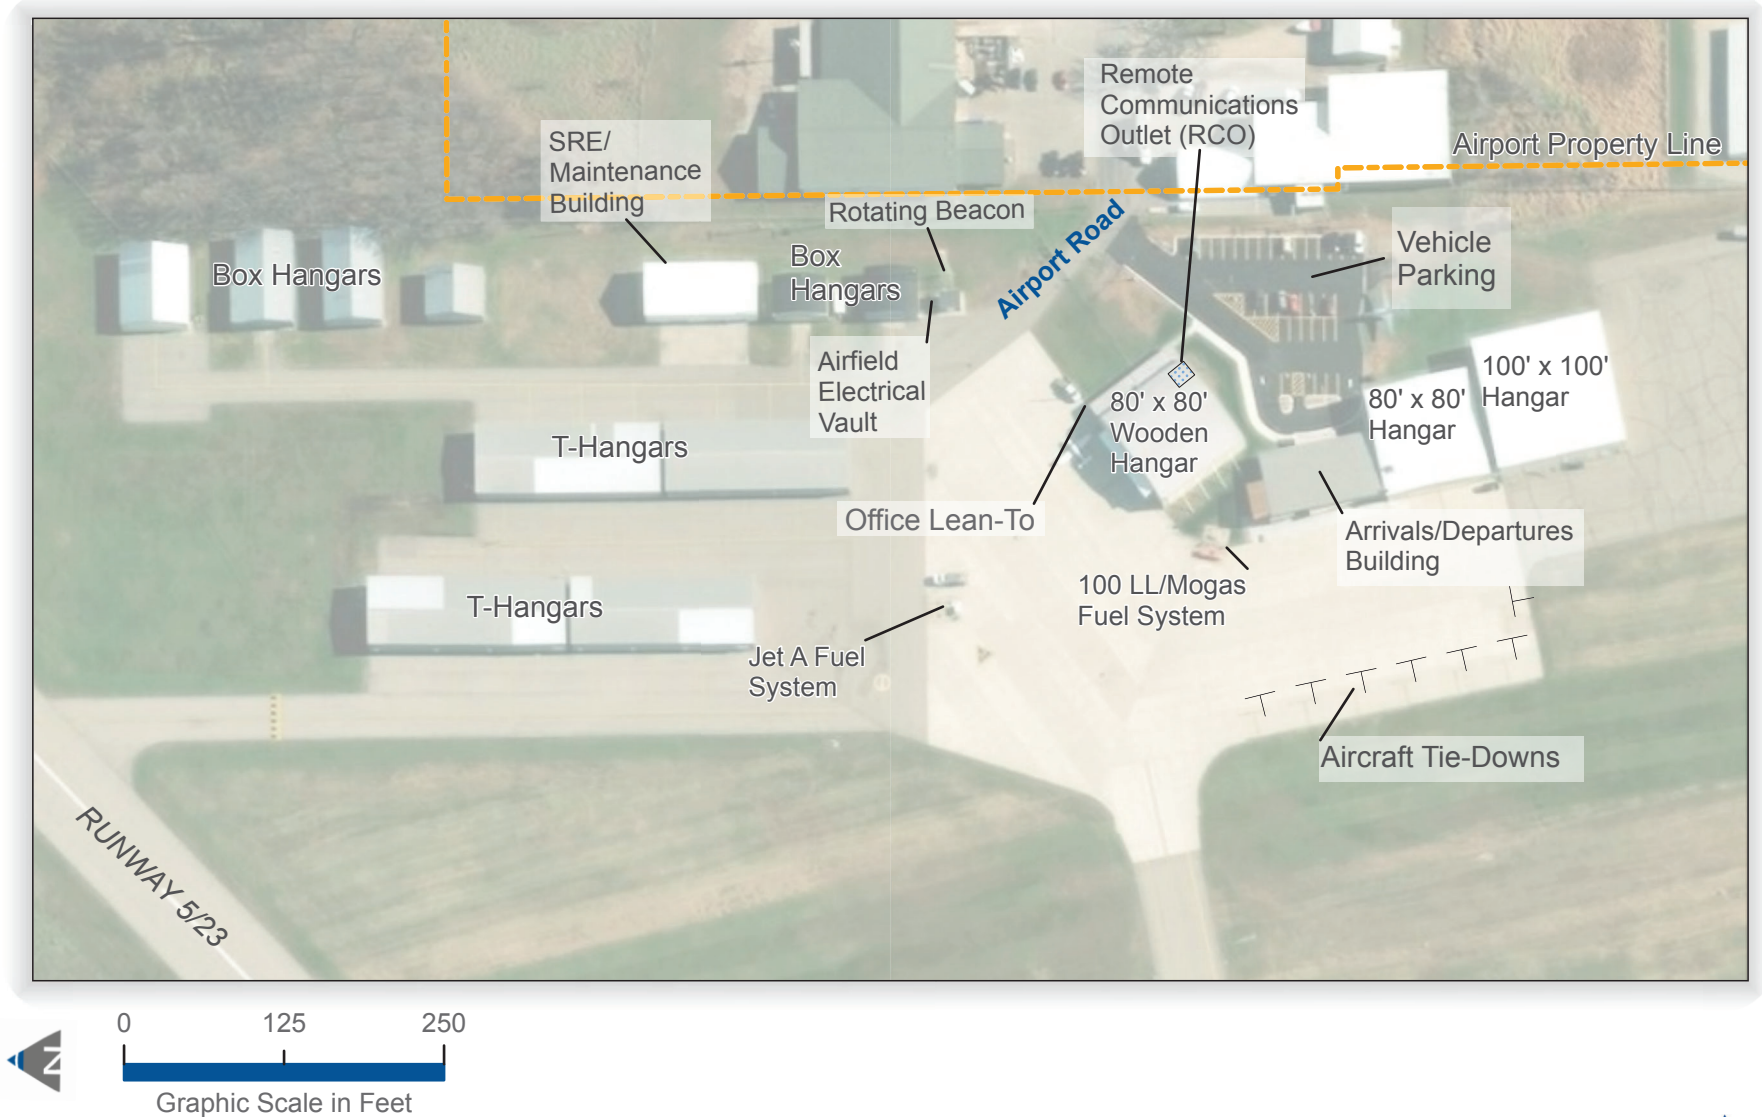 Remote
Communications
Outlet (RCO)
SRE/
Maintenance
Building
Airport Property Line
Rotating Beacon
Airport Road
Vehicle
Parking
Box Hangars
Box
Hangars
Airfield
Electrical
Vault
100' x 100'
Hangar
80' x 80'
Hangar
80' x 80'
Wooden
Hangar
T-Hangars
Office Lean-To
Arrivals/Departures
Building
100 LL/Mogas
Fuel System
T-Hangars
Jet A Fuel
System
Aircraft Tie-Downs
RUNWAY 5/23
0 125 250
N
Graphic Scale in Feet